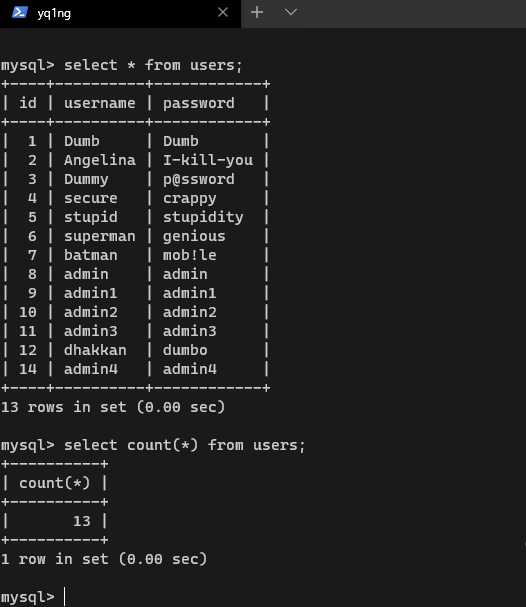 yq1ng
mysql> select * from users;
+----+----------+------------+
| id | username | password   |
+----+----------+------------+
|  1 | Dumb     | Dumb       |
|  2 | Angelina | I-kill-you |
|  3 | Dummy    | p@ssword   |
|  4 | secure   | crappy     |
|  5 | stupid   | stupidity  |
|  6 | superman | genious    |
|  7 | batman   | mob!le     |
|  8 | admin    | admin      |
|  9 | admin1   | admin1     |
| 10 | admin2   | admin2     |
| 11 | admin3   | admin3     |
| 12 | dhakkan  | dumbo      |
| 14 | admin4   | admin4     |
+----+----------+------------+
13 rows in set (0.00 sec)
mysql> select count(*) from users;
+----------+
| count(*) |
+----------+
|       13 |
+----------+
1 row in set (0.00 sec)
mysql>